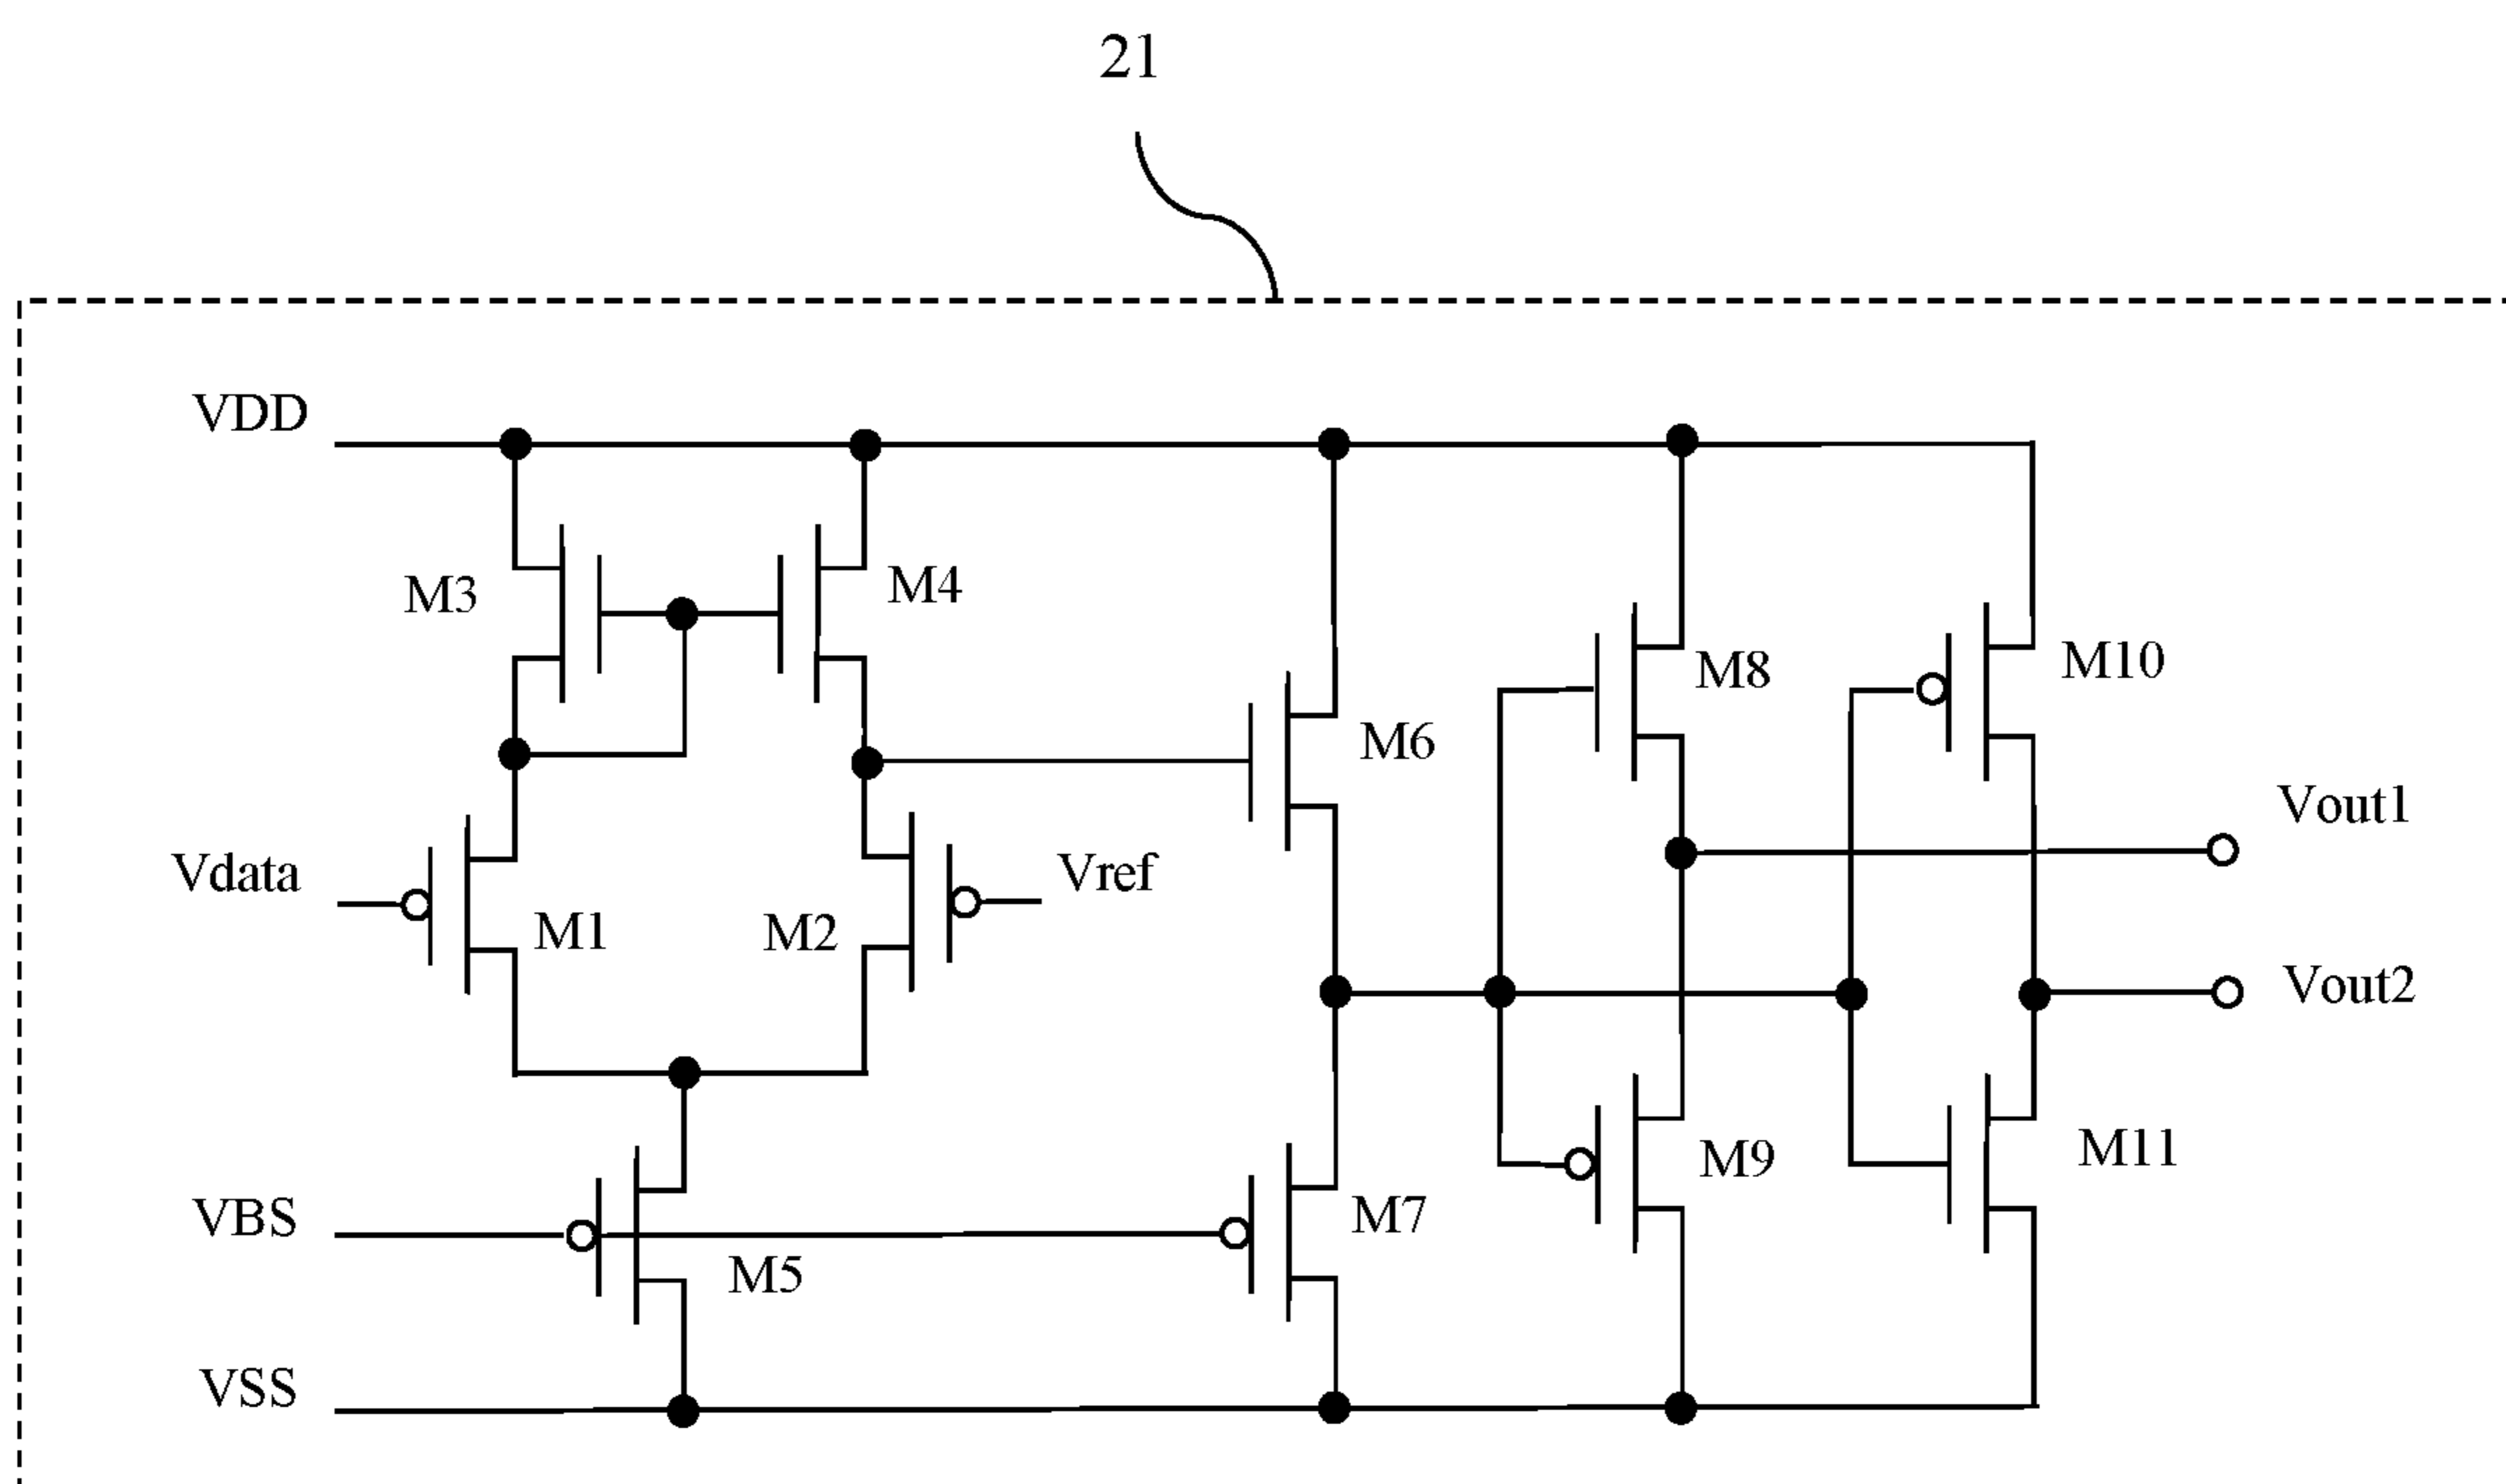 21
VDD
M3
M4
M8
M10
M6
Vout1
Vdata
M1
M2
Vref
Vout2
M9
M11
VBS
M5
M7
VSS